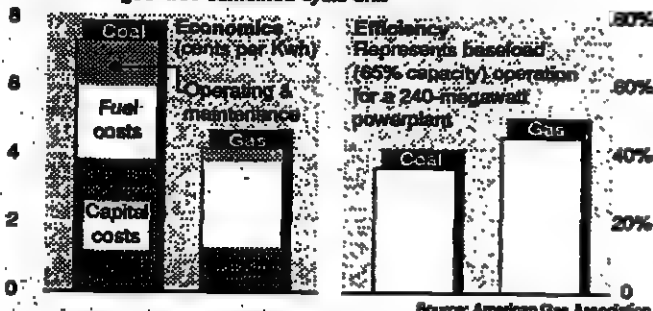 8
6
4
2
0
Economics
(cents per Kwh)
Coal
Operating &
maintenance
Fuel
costs
Capital
costs
Gas
Efficiency
Represents baseload
(65% capacity) operation
for a 240-megawatt
powerplant
Coal
Gas
80%
60%
40%
20%
0
Source: American Gas Association